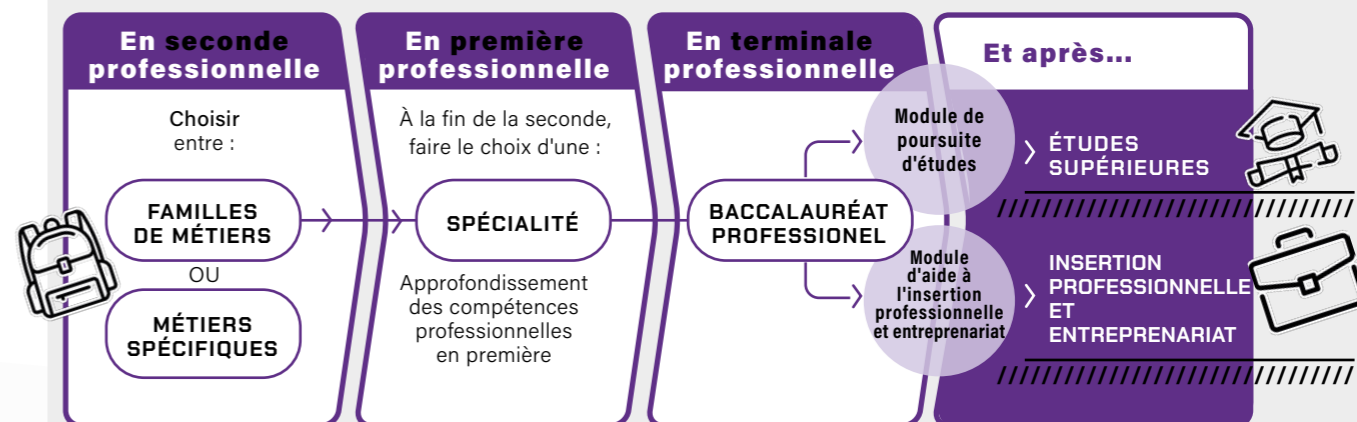 En seconde
professionnelle
Choisir
entre :
FAMILLES
DE MÉTIERS
OU
MÉTIERS
SPÉCIFIQUES
En première
professionnelle
À la fin de la seconde,
faire le choix d'une :
SPÉCIALITÉ
Approfondissement
des compétences
professionnelles
en première
En terminale
professionnelle
BACCALAURÉAT
PROFESSIONEL
Module de
poursuite
d'études
Module
d'aide à
l'insertion
professionnelle
et entreprenariat
Et après...
ÉTUDES
SUPÉRIEURES
INSERTION
PROFESSIONNELLE
ET
ENTREPRENARIAT